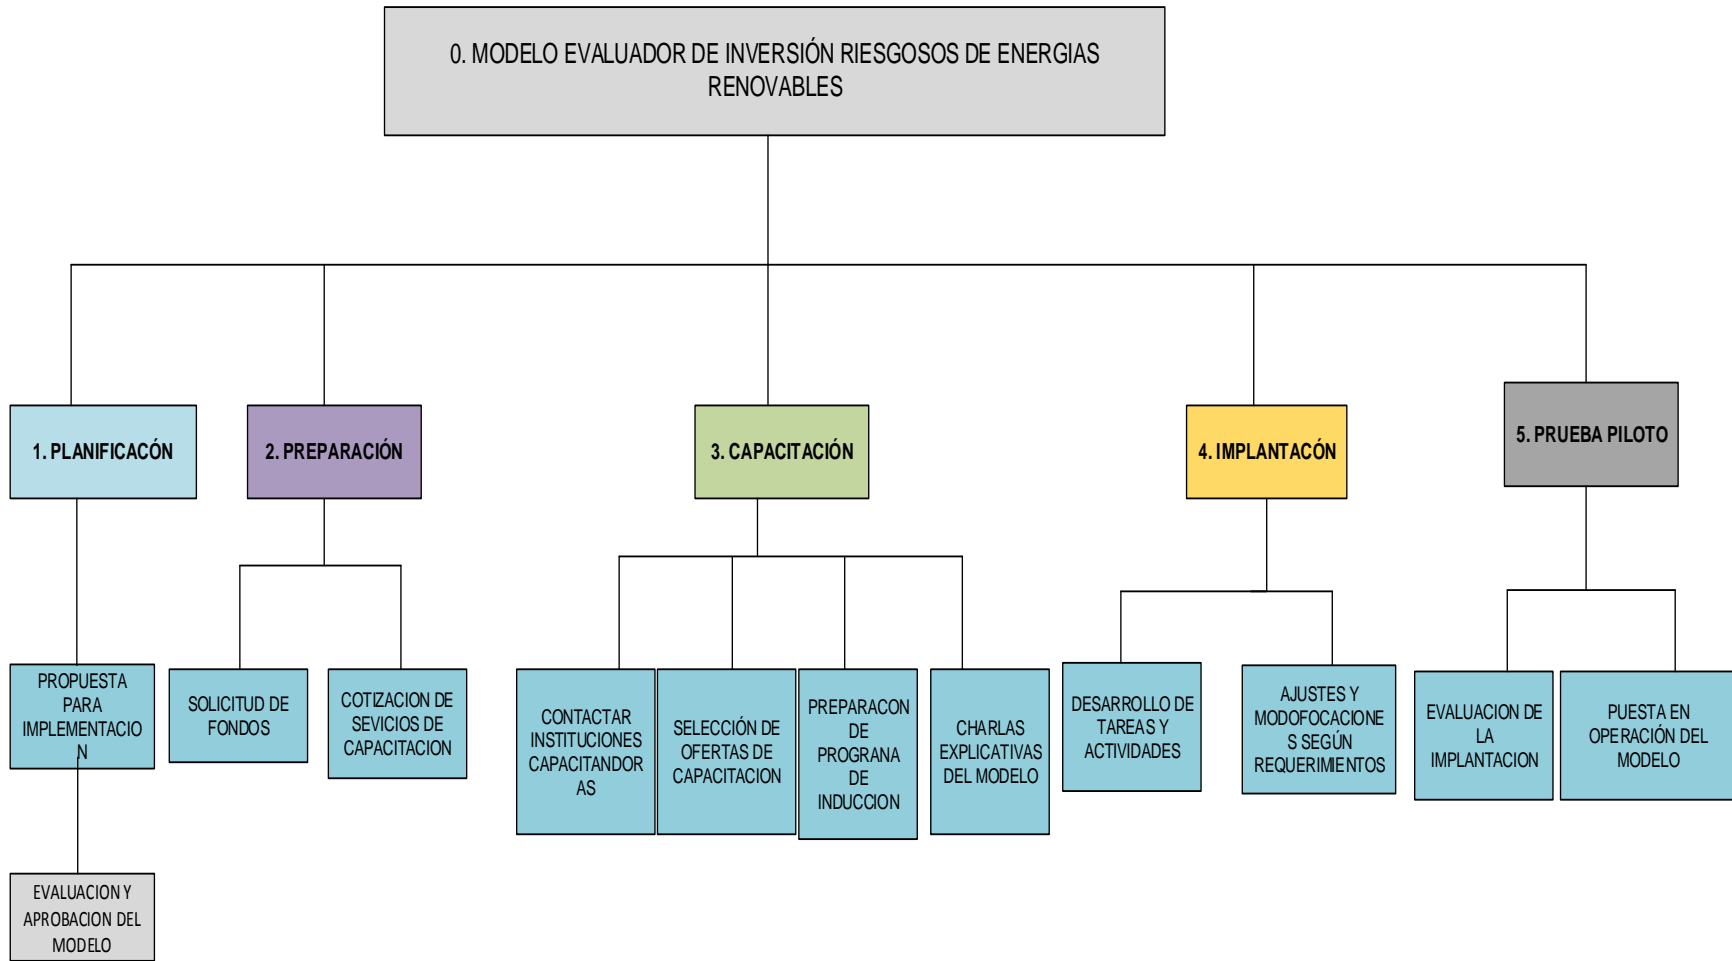 0. MODELO EVALUADOR DE INVERSIÓN RIESGOSOS DE ENERGIAS
RENOVABLES
1. PLANIFICACÓN
2. PREPARACIÓN
3. CAPACITACIÓN
4. IMPLANTACÓN
5. PRUEBA PILOTO
PROPUESTA
PARA
IMPLEMENTACIO
N
SOLICITUD DE
FONDOS
COTIZACION DE
SEVICIOS DE
CAPACITACION
CONTACTAR
INSTITUCIONES
CAPACITANDOR
AS
SELECCIÓN DE
OFERTAS DE
CAPACITACION
PREPARACON
DE
PROGRANA
DE
INDUCCION
CHARLAS
EXPLICATIVAS
DEL MODELO
DESARROLLO DE
TAREAS Y
ACTIVIDADES
AJUSTES Y
MODOFOCACIONE
S SEGÚN
REQUERIMIENTOS
EVALUACION DE
LA
IMPLANTACION
PUESTA EN
OPERACIÓN DEL
MODELO
EVALUACION Y
APROBACION DEL
MODELO